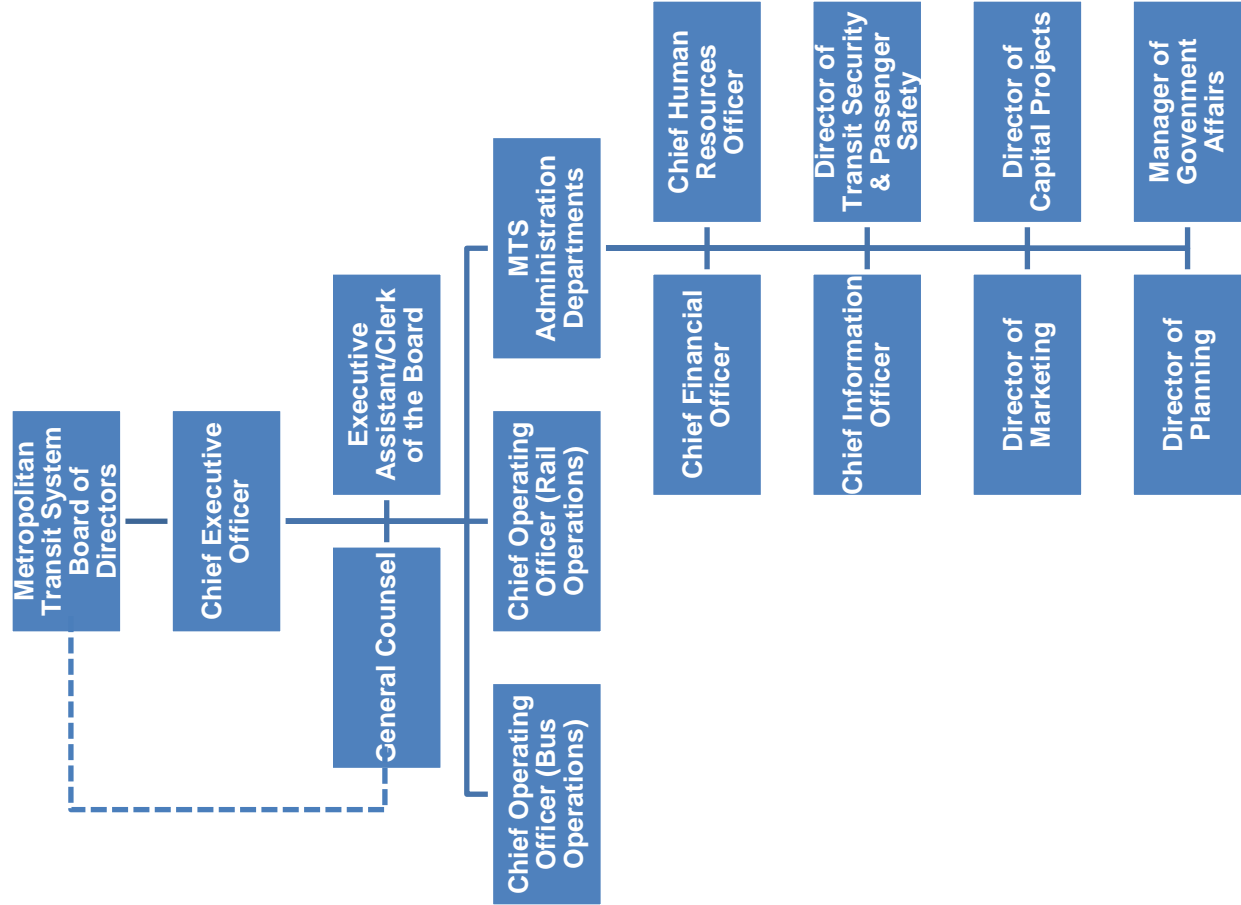 Metropolitan
Transit System
Board of
Directors
Chief Executive
Officer
General Counsel
Executive
Assistant/Clerk
of the Board
Chief Operating
Officer (Bus
Operations)
Chief Operating
Officer (Rail
Operations)
MTS
Administration
Departments
Chief Financial
Officer
Chief Human
Resources
Officer
Chief Information
Officer
Director of
Transit Security
& Passenger
Safety
Director of
Marketing
Director of
Capital Projects
Director of
Planning
Manager of
Govenment
Affairs